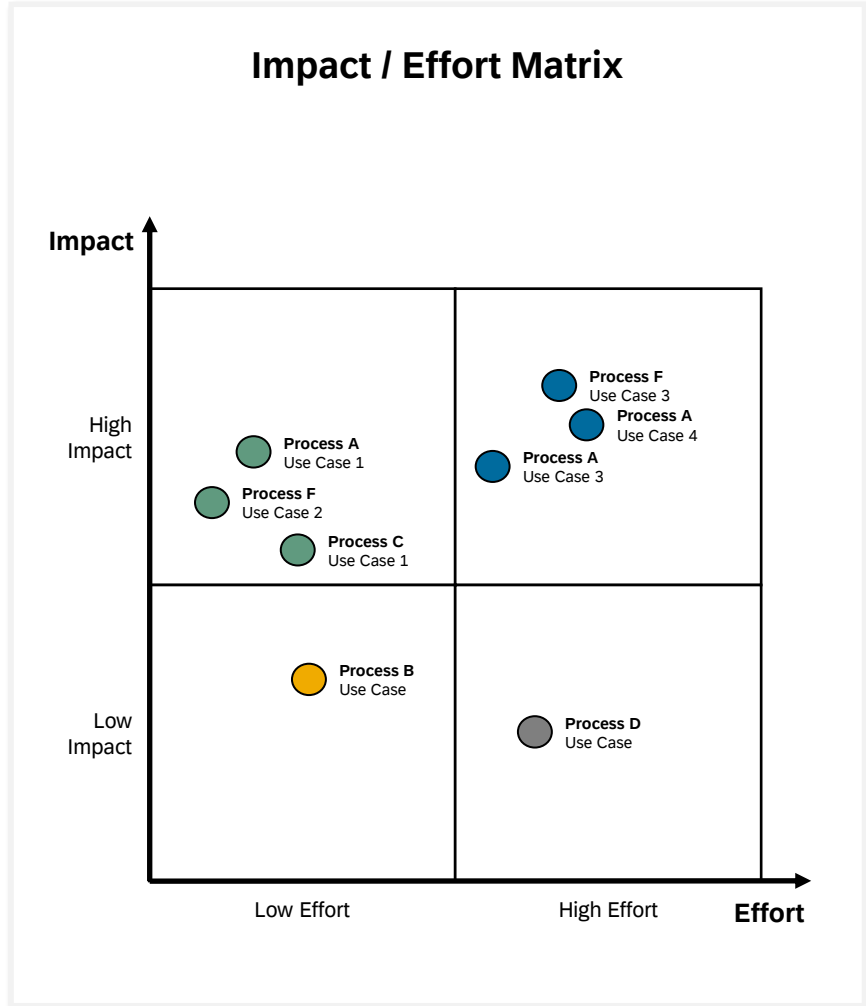 Impact / Effort Matrix
Impact
High
Impact
Process F
Use Case 3
Process A
Use Case 4
Process A
Use Case 1
Process A
Use Case 3
Process F
Use Case 2
Process C
Use Case 1
Low
Impact
Process B
Use Case
Process D
Use Case
Low Effort
High Effort
Effort